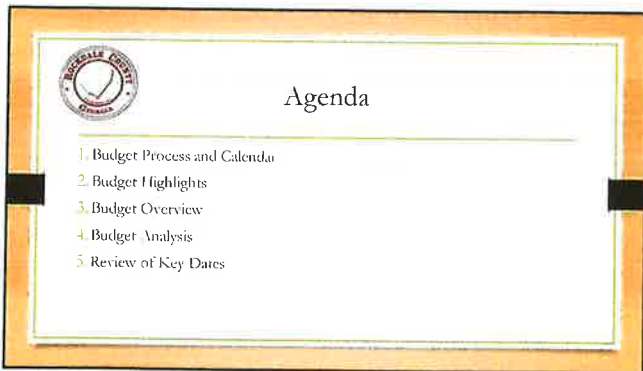 ROCKDALE COUNTY
GEORGIA
Agenda
1. Budget Process and Calendar
2. Budget Highlights
3. Budget Overview
4. Budget Analysis
5. Review of Key Dates